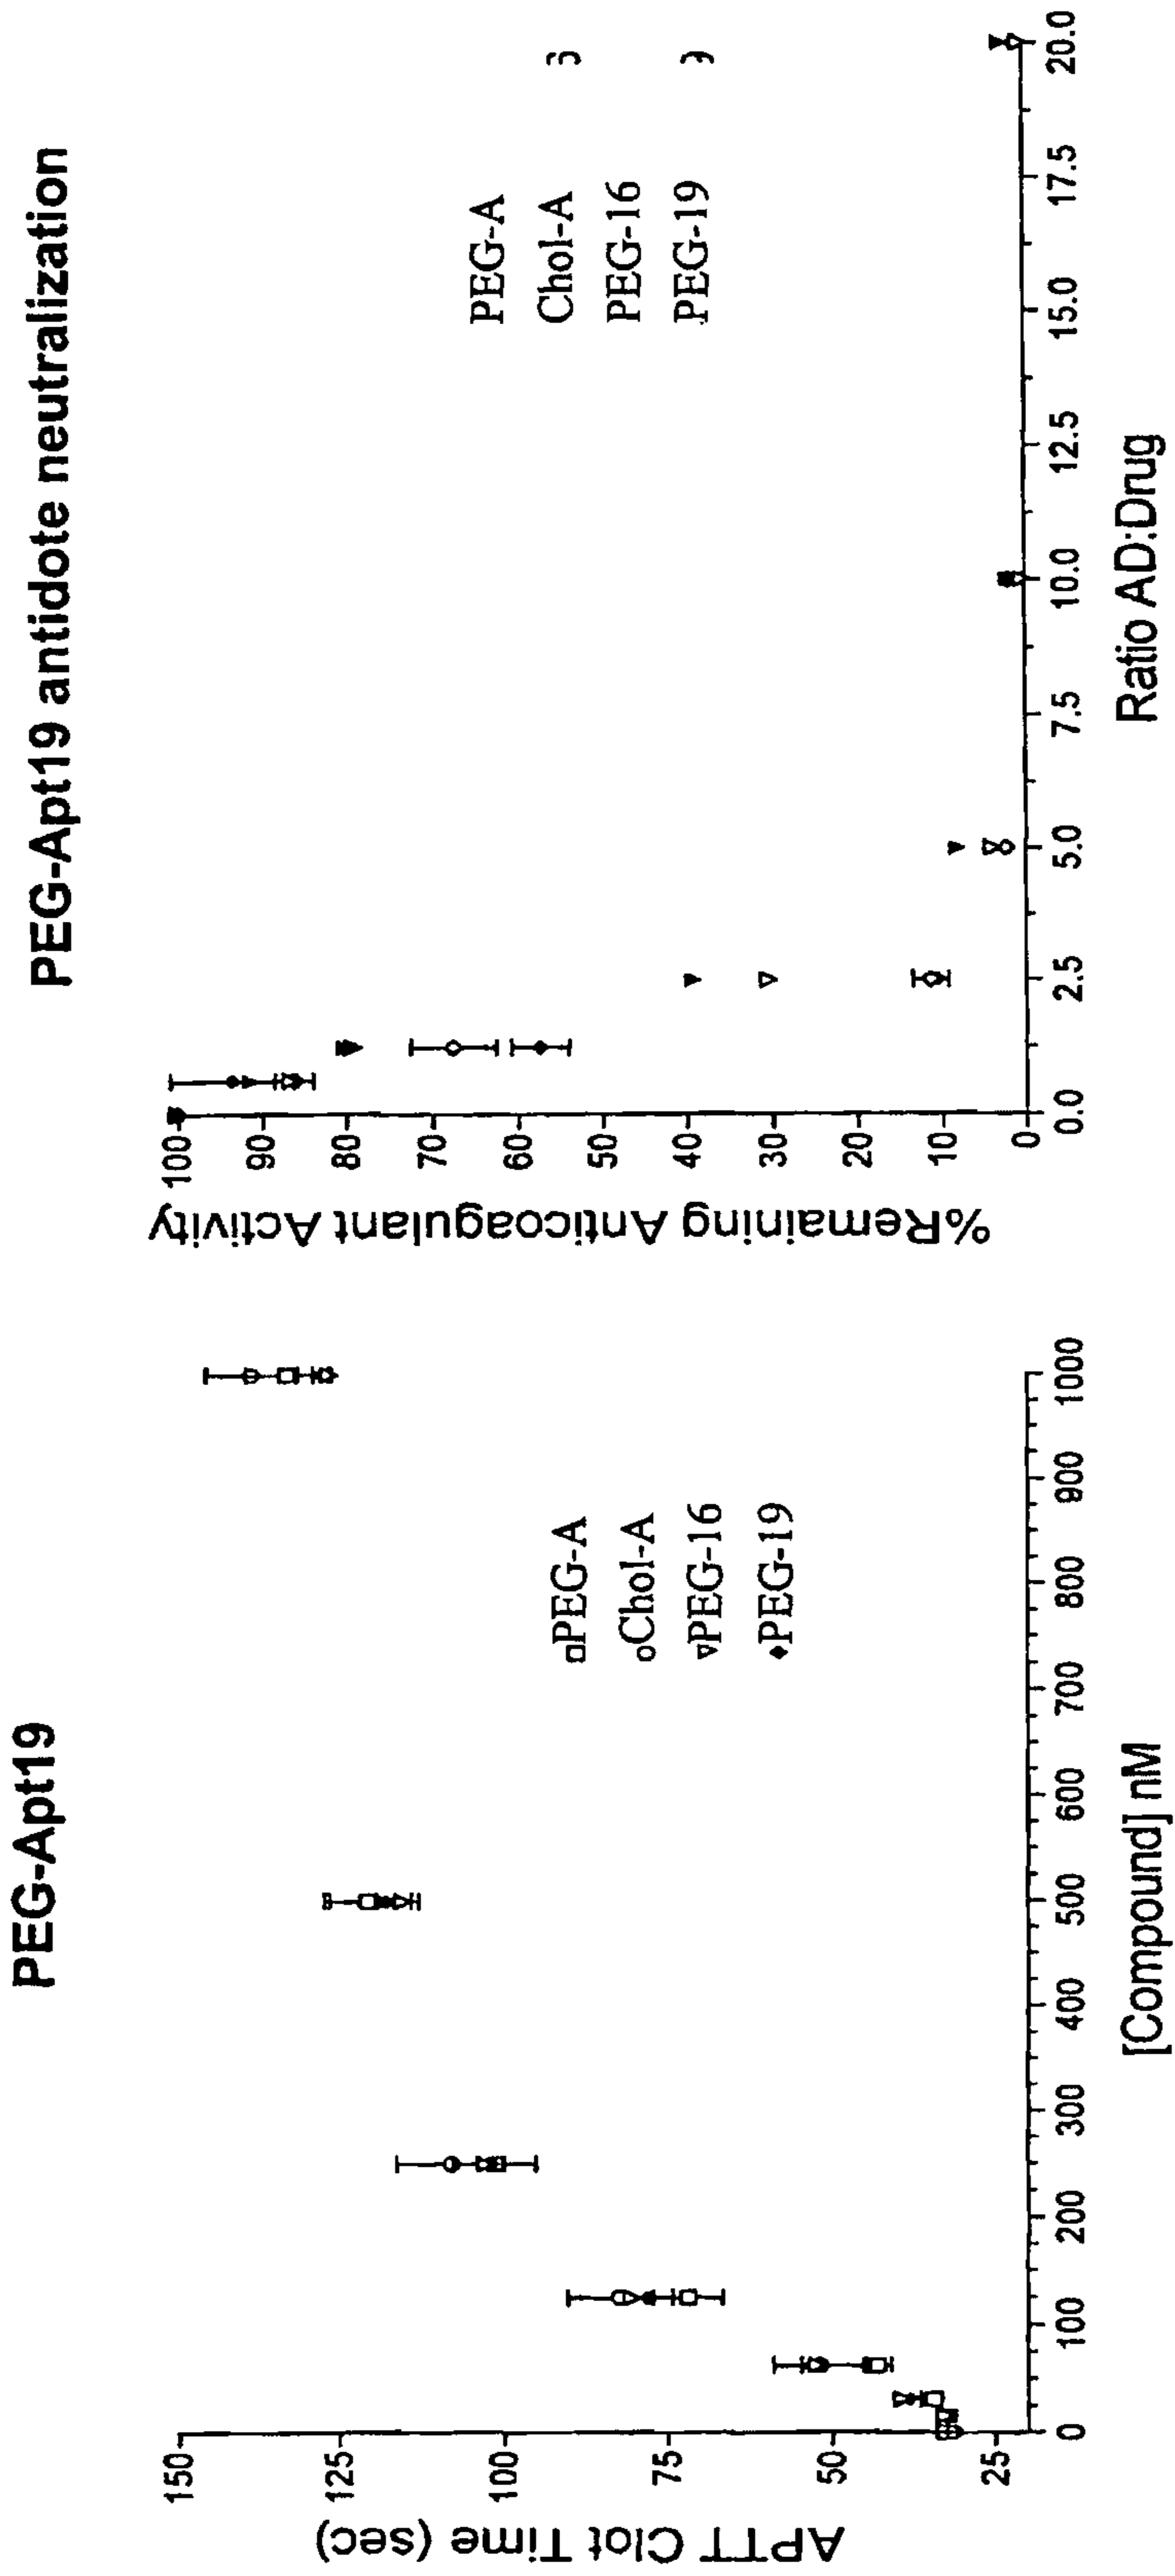 PEG-Apt19
APTT Clot Time (sec)
150
125
100
75
50
25
0
100
200
300
400
500
600
700
800
900
1000
[Compound] nM
PEG-A
Chol-A
PEG-16
PEG-19
PEG-Apt19 antidote neutralization
%Remaining Anticoagulant Activity
100
90
80
70
60
50
40
30
20
10
0
0.0
2.5
5.0
7.5
10.0
12.5
15.0
17.5
20.0
Ratio AD:Drug
PEG-A
Chol-A
PEG-16
PEG-19